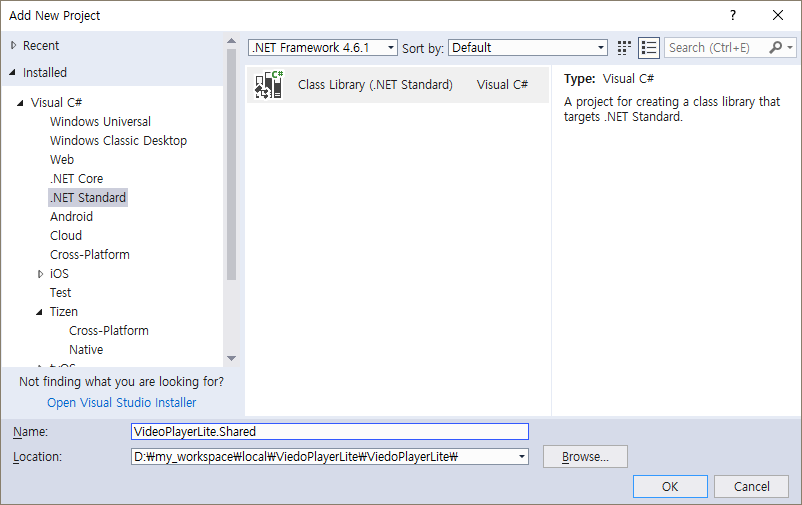 Add New Project
?
Recent
Installed
Visual C#
Windows Universal
Windows Classic Desktop
Web
.NET Core
.NET Standard
Android
Cloud
Cross-Platform
iOS
Test
Tizen
Cross-Platform
Native
tvOS
Not finding what you are looking for?
Open Visual Studio Installer
.NET Framework 4.6.1
Sort by: Default
Search (Ctrl+E)
C#
Class Library (.NET Standard) Visual C#
Type: Visual C#
A project for creating a class library that
targets .NET Standard.
Name: VideoPlayerLite.Shared
Location: D:₩my_workspace₩local₩ViedoPlayerLite₩ViedoPlayerLite₩
Browse...
OK Cancel